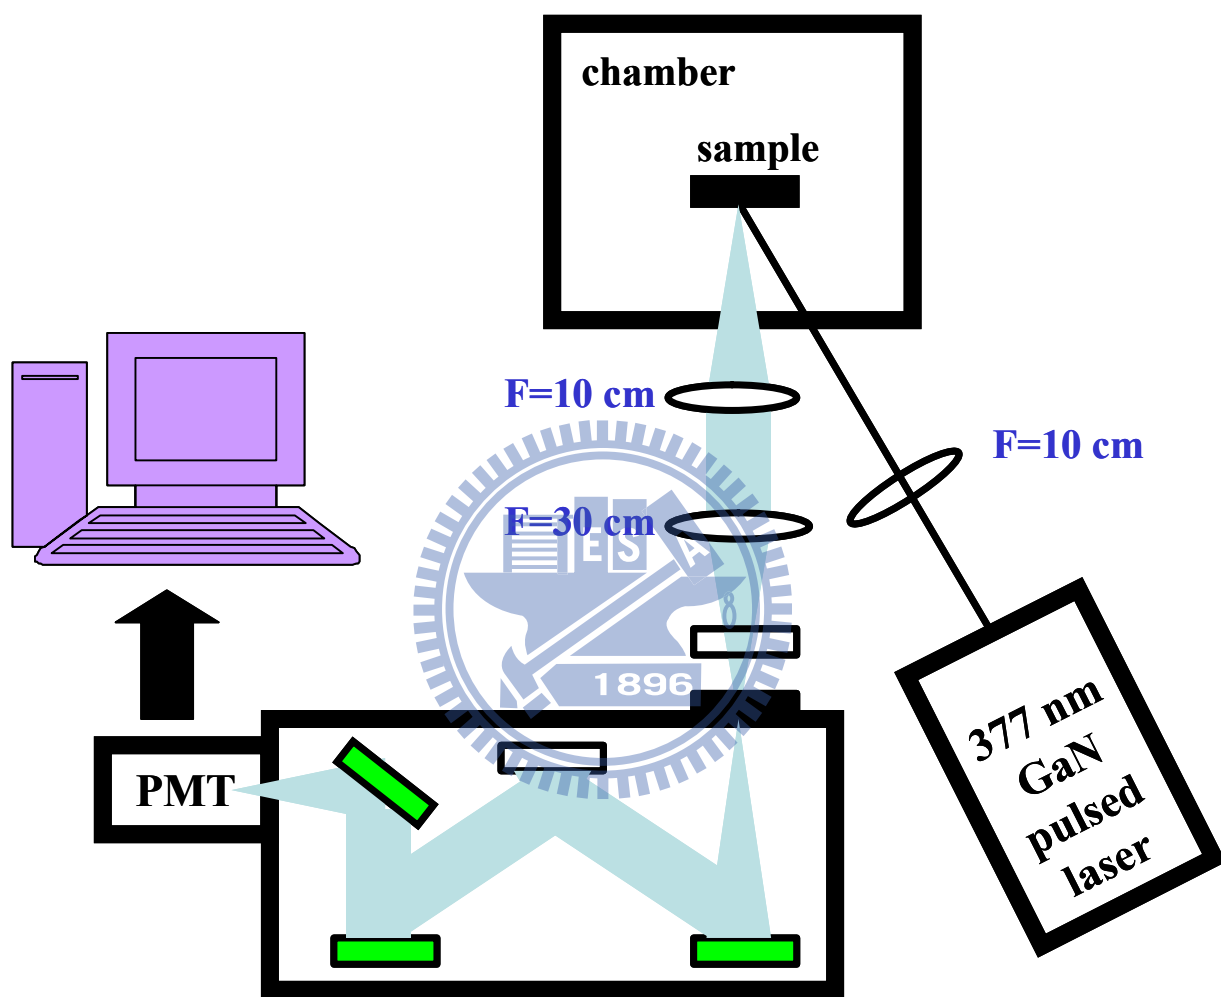 chamber
sample
F=10 cm
F=10 cm
F=30 cm
E S A
1896
377 nm
GaN
pulsed
laser
PMT